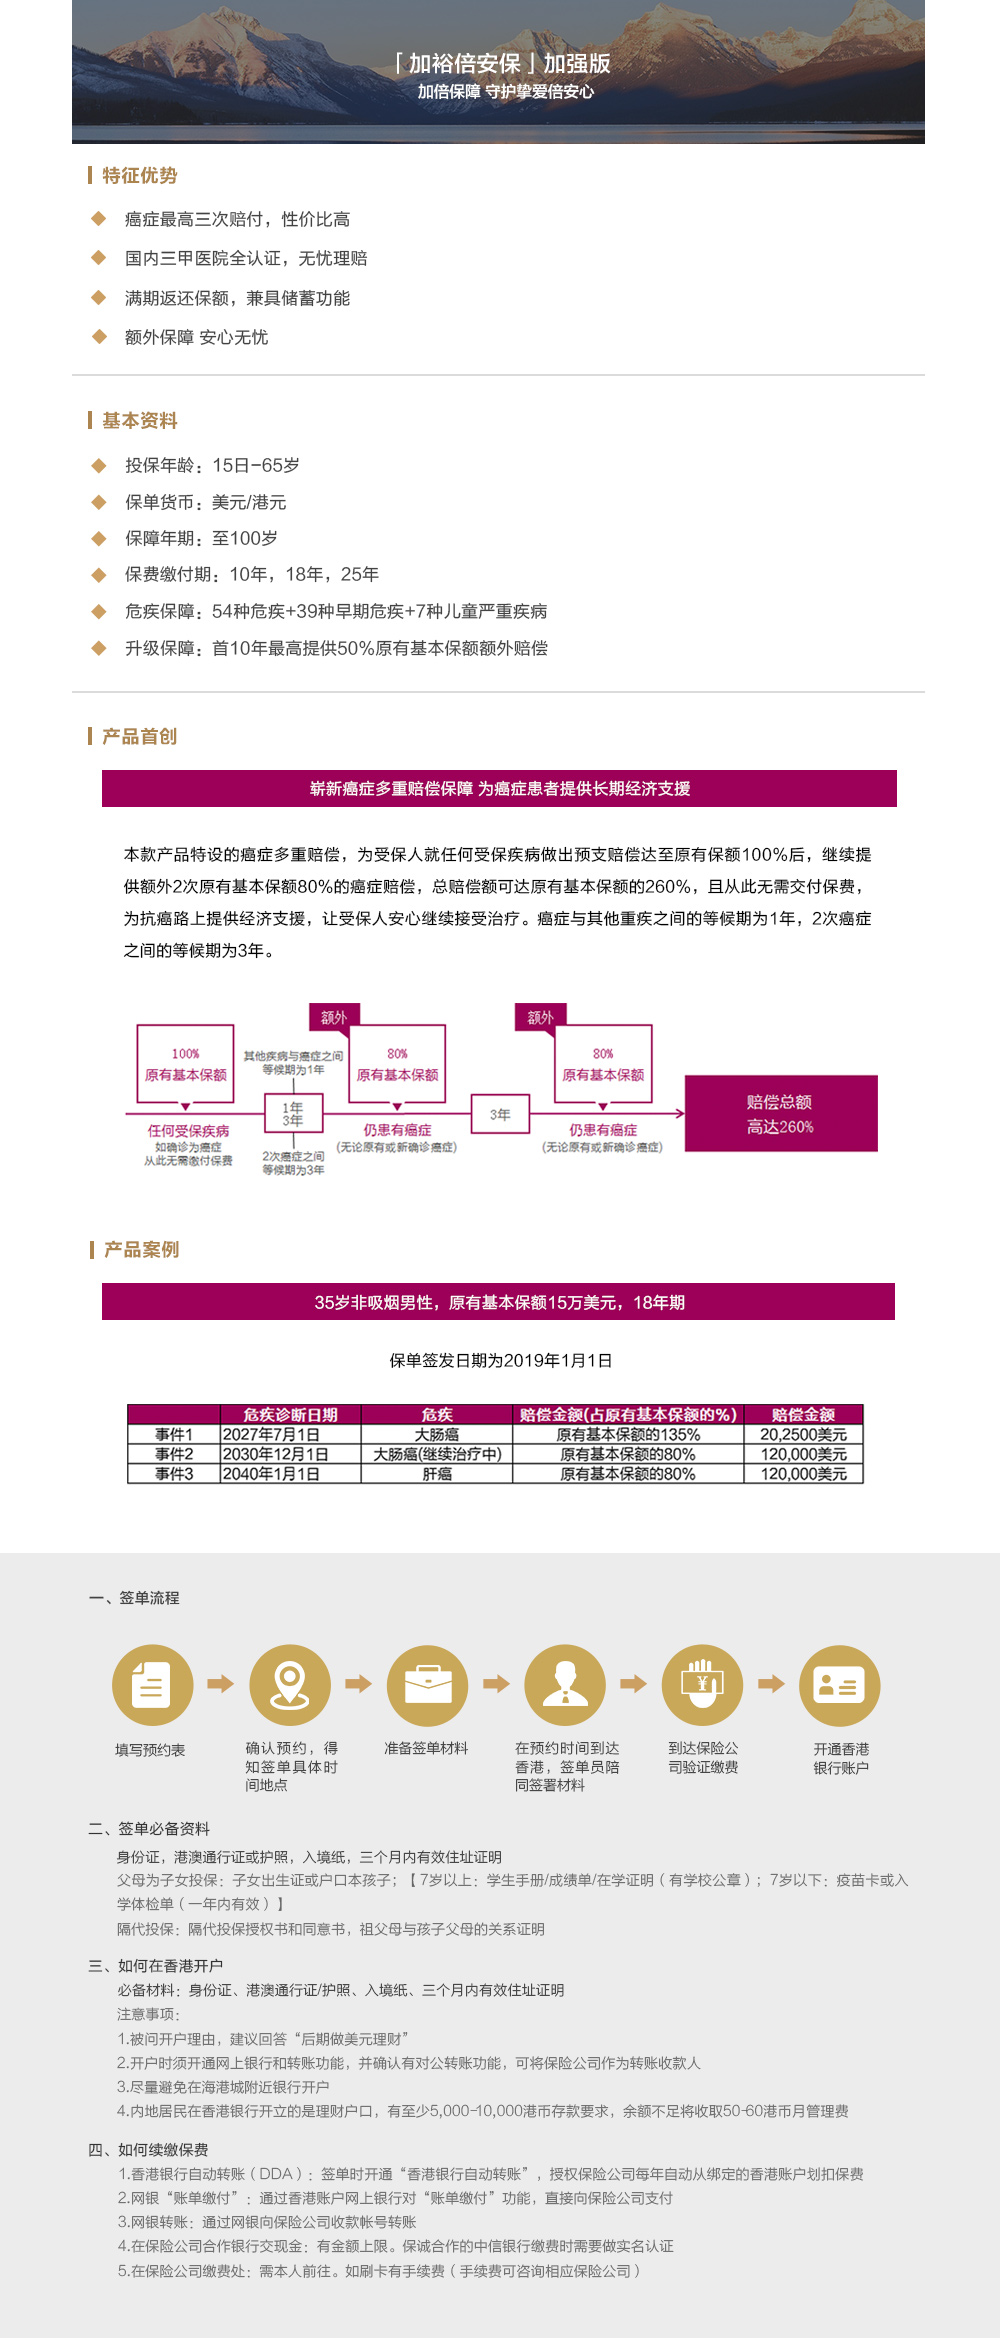 「加裕倍安保」加强版
加倍保障 守护挚爱倍安心
特征优势
癌症最高三次赔付，性价比高
国内三甲医院全认证，无忧理赔
满期返还保额，兼具储蓄功能
额外保障 安心无忧
基本资料
投保年龄：15日-65岁
保单货币：美元/港元
保障年期：至100岁
保费缴付期：10年，18年，25年
危疾保障：54种危疾+39种早期危疾+7种儿童严重疾病
升级保障：首10年最高提供50%原有基本保额额外赔偿
产品首创
崭新癌症多重赔偿保障 为癌症患者提供长期经济支援
本款产品特设的癌症多重赔偿，为受保人就任何受保疾病做出预支赔偿达至原有保额100%后，继续提
供额外2次原有基本保额80%的癌症赔偿，总赔偿额可达原有基本保额的260%，且从此无需交付保费，
为抗癌路上提供经济支援，让受保人安心继续接受治疗。癌症与其他重疾之间的等候期为1年，2次癌症
之间的等候期为3年。
额外 额外
100% 原有基本保额
其他疾病与癌症之间
等候期为1年
80% 原有基本保额
80% 原有基本保额
1年
3年
3年
赔偿总额
高达260%
任何受保疾病
如确诊为癌症
从此无需缴付保费
2次癌症之间
等候期为3年
仍患有癌症
(无论原有或新确诊癌症)
仍患有癌症
(无论原有或新确诊癌症)
产品案例
35岁非吸烟男性，原有基本保额15万美元，18年期
保单签发日期为2019年1月1日
危疾诊断日期 危疾 赔偿金额(占原有基本保额的%) 赔偿金额
事件1 2027年7月1日 大肠癌 原有基本保额的135% 20,2500美元
事件2 2030年12月1日 大肠癌(继续治疗中) 原有基本保额的80% 120,000美元
事件3 2040年1月1日 肝癌 原有基本保额的80% 120,000美元
一、签单流程
¥
填写预约表
确认预约，得
知签单具体时
间地点
准备签单材料
在预约时间到达
香港，签单员陪
同签署材料
到达保险公
司验证缴费
开通香港
银行账户
二、签单必备资料
身份证，港澳通行证或护照，入境纸，三个月内有效住址证明
父母为子女投保：子女出生证或户口本孩子；【7岁以上：学生手册/成绩单/在学证明（有学校公章）；7岁以下：疫苗卡或入
学体检单（一年内有效）】
隔代投保：隔代投保授权书和同意书，祖父母与孩子父母的关系证明
三、如何在香港开户
必备材料：身份证、港澳通行证/护照、入境纸、三个月内有效住址证明
注意事项：
1.被问开户理由，建议回答“后期做美元理财”
2.开户时须开通网上银行和转账功能，并确认有对公转账功能，可将保险公司作为转账收款人
3.尽量避免在海港城附近银行开户
4.内地居民在香港银行开立的是理财户口，有至少5,000-10,000港币存款要求，余额不足将收取50-60港币月管理费
四、如何续缴保费
1.香港银行自动转账（DDA）：签单时开通“香港银行自动转账”，授权保险公司每年自动从绑定的香港账户划扣保费
2.网银“账单缴付”：通过香港账户网上银行对“账单缴付”功能，直接向保险公司支付
3.网银转账：通过网银向保险公司收款帐号转账
4.在保险公司合作银行交现金：有金额上限。保诚合作的中信银行缴费时需要做实名认证
5.在保险公司缴费处：需本人前往。如刷卡有手续费（手续费可咨询相应保险公司）